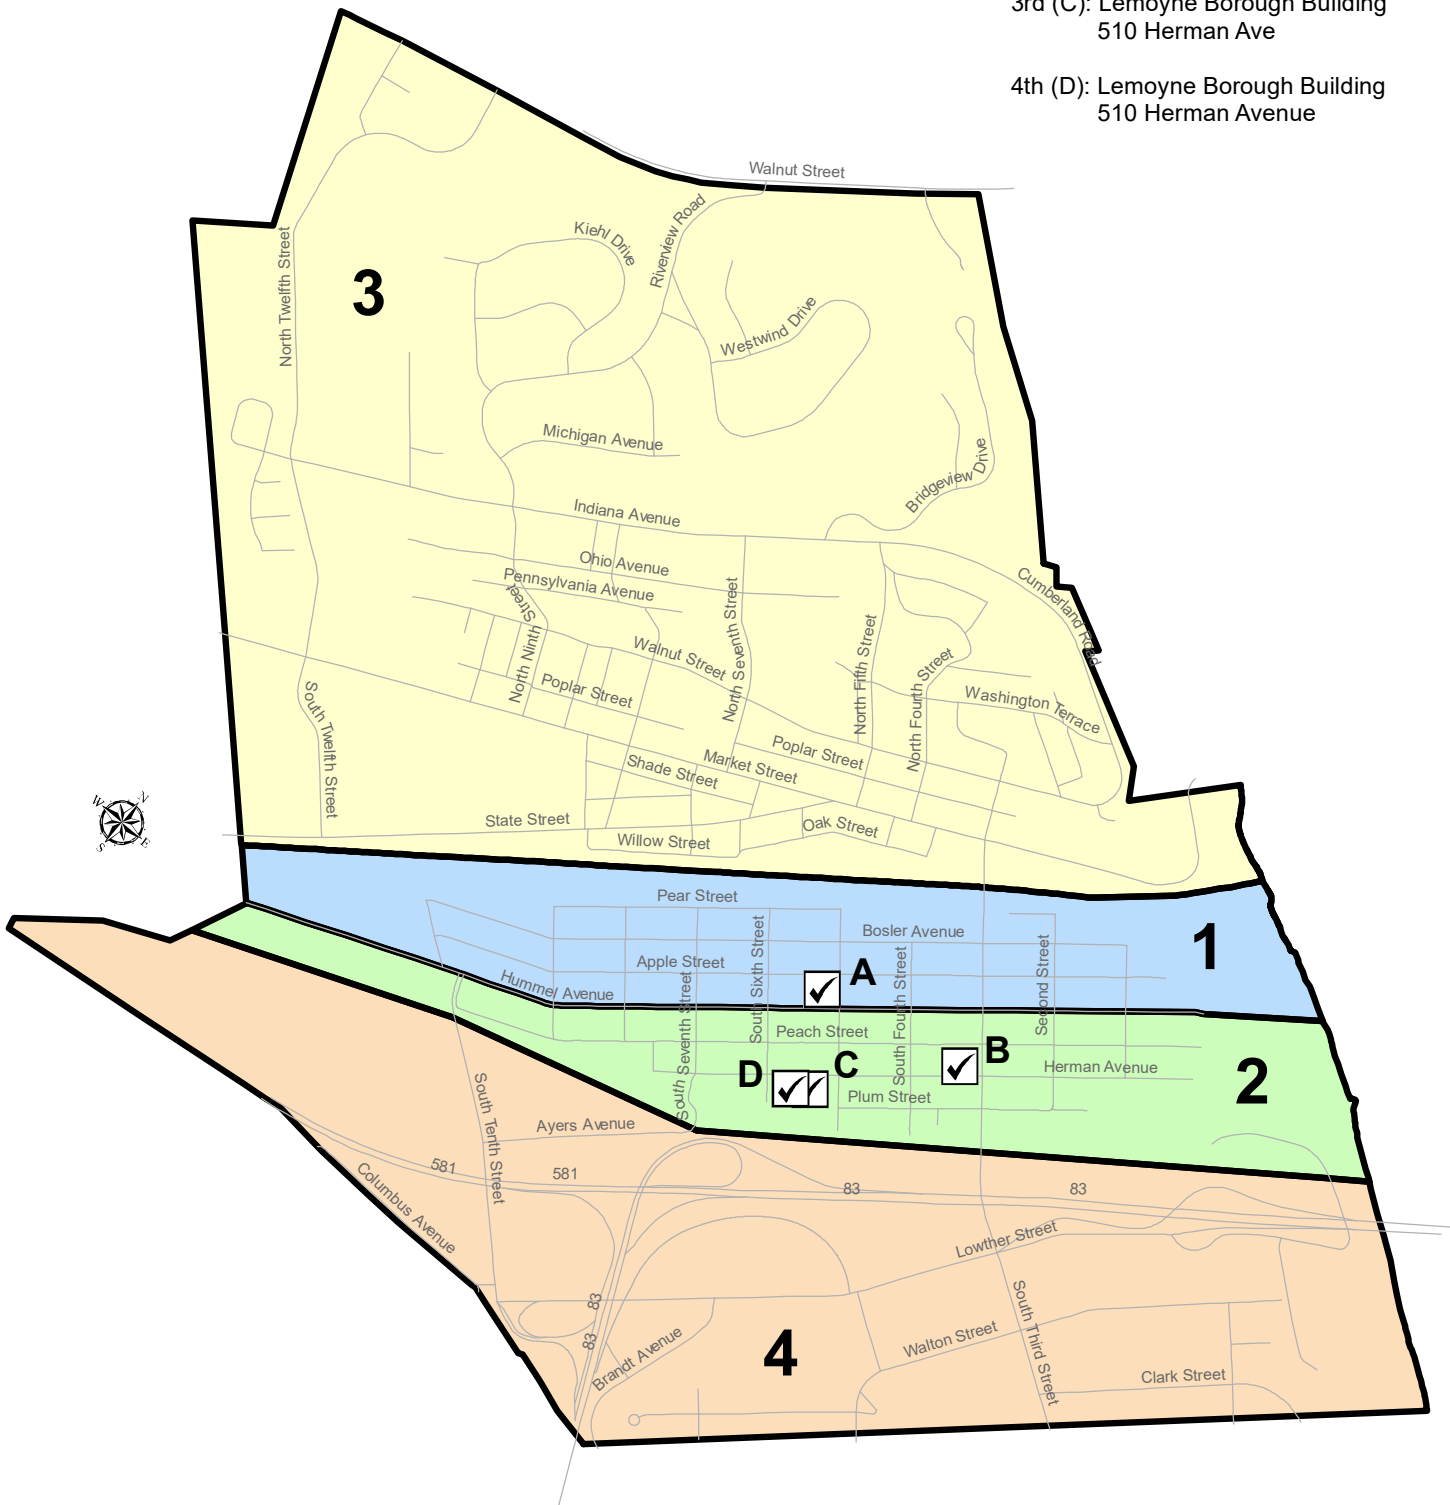 3rd (C): Lemoyne Borough Building
510 Herman Ave
4th (D): Lemoyne Borough Building
510 Herman Avenue
Walnut Street
Riverview Road
Kiehl Drive
North Twelfth Street
3
Westwind Drive
Michigan Avenue
Bridgeview Drive
Indiana Avenue
Ohio Avenue
Pennsylvania Avenue
Cumberland Road
North Ninth Street
Walnut Street
North Seventh Street
North Fifth Street
North Fourth Street
Washington Terrace
Poplar Street
South Twelfth Street
Poplar Street
Market Street
Shade Street
W N
S E
State Street
Oak Street
Willow Street
Pear Street
Bosler Avenue
1
South Sixth Street
Apple Street
A
South Fourth Street
Second Street
Hummel Avenue
South Seventh Street
Peach Street
B
C
D
Herman Avenue
2
Plum Street
South Tenth Street
Ayers Avenue
581
581
83
83
Columbus Avenue
Lowther Street
83
83
South Third Street
Walton Street
Brandt Avenue
4
Clark Street